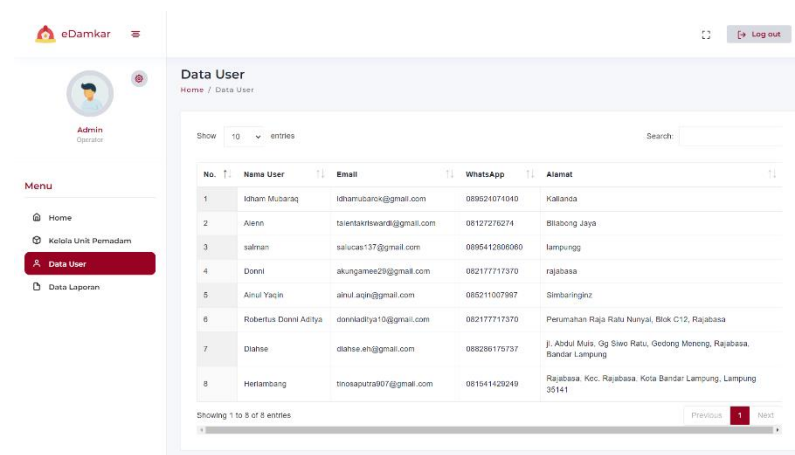 eDamkar
Log out
Admin
Operator
Menu
Home
Kelola Unit Pemadam
Data User
Data Laporan
Data User
Home / Data User
Show 10 entries
Search:
No. Nama User Email WhatsApp Alamat
1 Idham Mubaraq Idhamubarok@gmail.com 089524074040 Kalianda
2 Alenn talentakriswardi@gmail.com 08127276274 Bilabong Jaya
3 salman salucas137@gmail.com 0895412606060 lampungg
4 Donni akungamee29@gmail.com 082177717370 rajabasa
5 Ainul Yaqin ainul.aqin@gmail.com 085211007997 Simbaringinz
6 Robertus Donni Aditya donniaditya10@gmail.com 082177717370 Perumahan Raja Ratu Nunyai, Blok C12, Rajabasa
7 Diahse diahse.eh@gmail.com 088286175737 jl. Abdul Muis, Gg Siwo Ratu, Gedong Meneng, Rajabasa,
Bandar Lampung
8 Heriambang tinosaputra907@gmail.com 081541429249 Rajabasa, Kec. Rajabasa, Kota Bandar Lampung, Lampung
35141
Showing 1 to 8 of 8 entries
Previous 1 Next